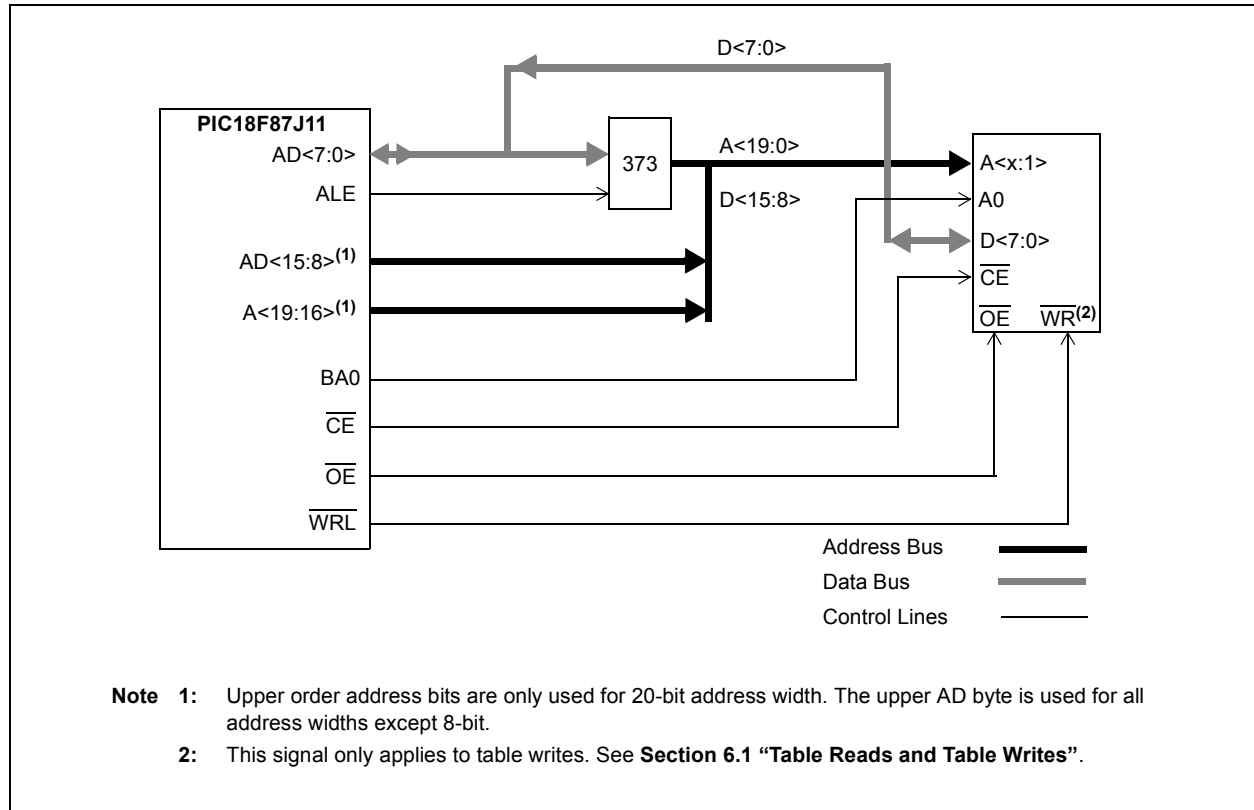 D<7:0>
PIC18F87J11
AD<7:0>
373
A<19:0>
A<x:1>
ALE
D<15:8>
A0
AD<15:8>(1)
D<7:0>
A<19:16>(1)
CE
OE WR(2)
BA0
CE
OE
WRL
Address Bus
Data Bus
Control Lines
Note 1: Upper order address bits are only used for 20-bit address width. The upper AD byte is used for all
address widths except 8-bit.
2: This signal only applies to table writes. See Section 6.1 “Table Reads and Table Writes”.